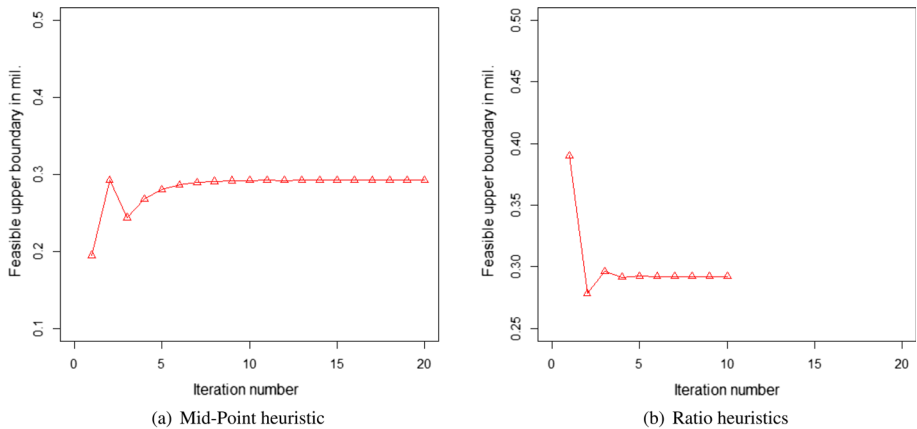 0.5
0.4
0.3
0.2
0.1
Feasible upper boundary in mil.
0 5 10 15 20
Iteration number
(a) Mid-Point heuristic
0.50
0.45
0.40
0.35
0.30
0.25
Feasible upper boundary in mil.
0 5 10 15 20
Iteration number
(b) Ratio heuristics